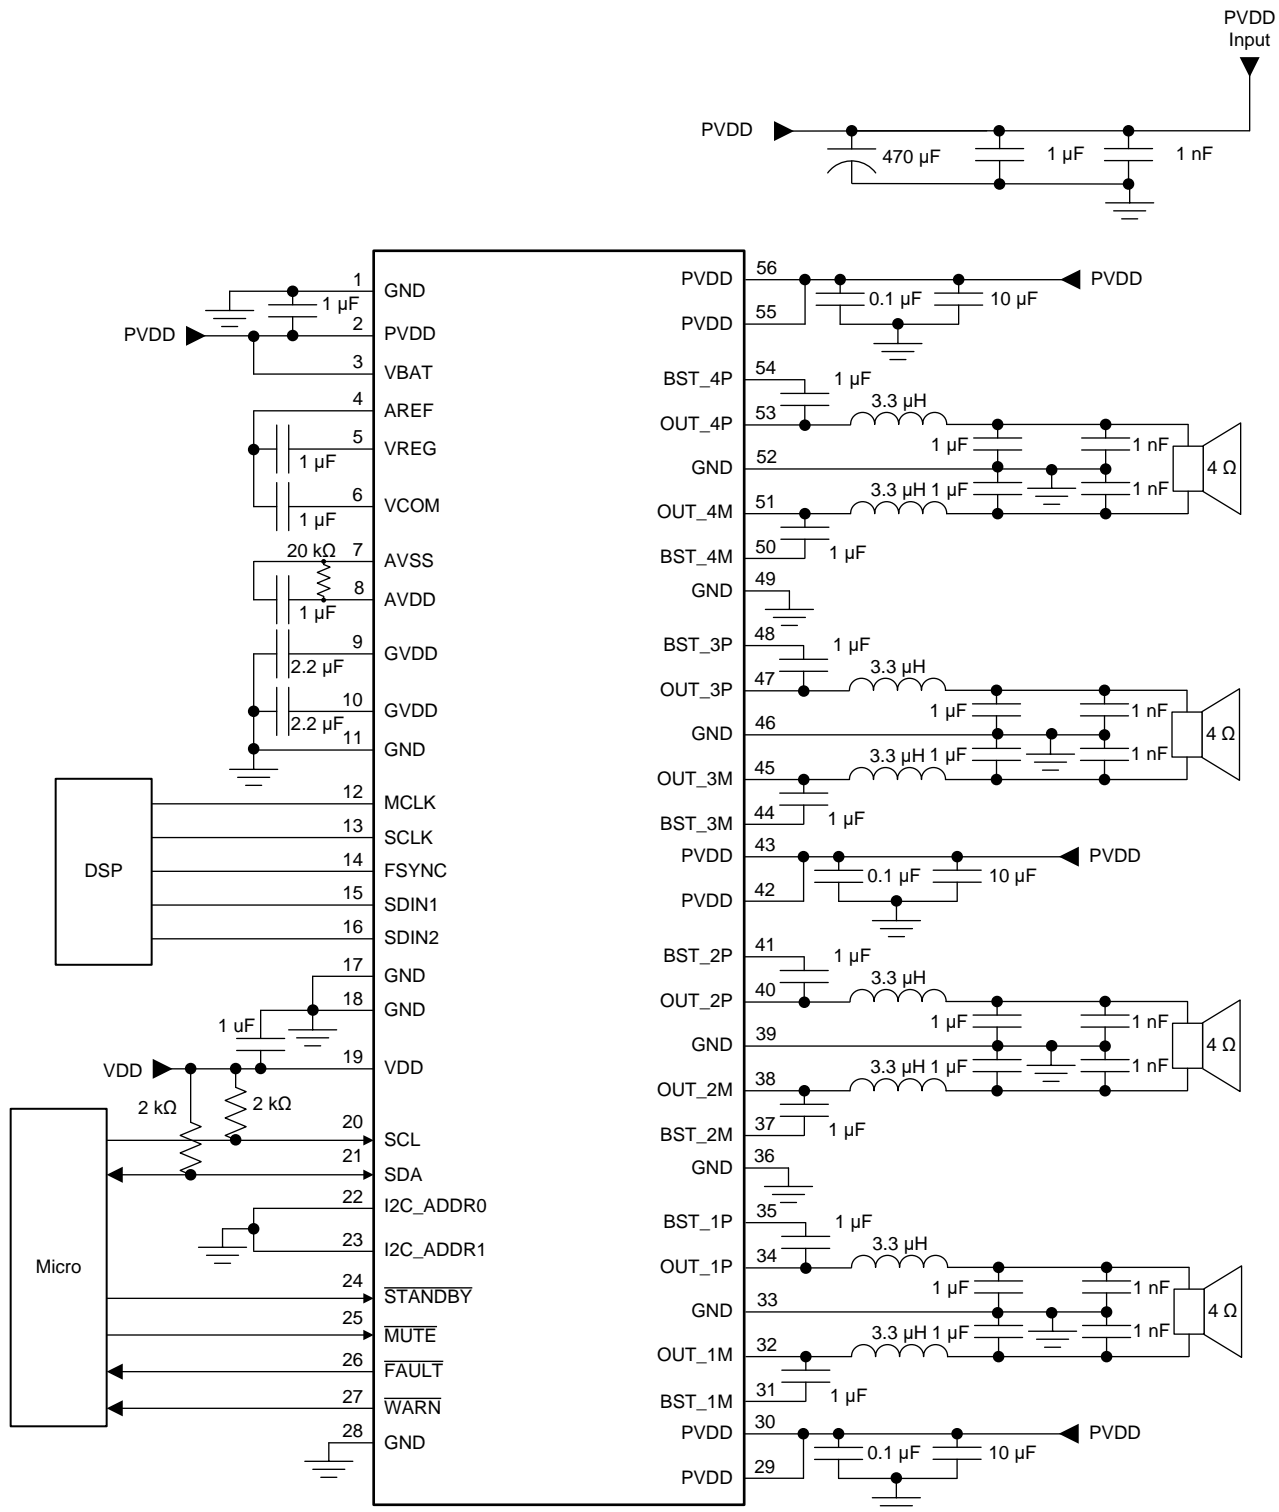 PVDD
Input
PVDD
470 µF
1 µF
1 nF
1
GND
1 µF
PVDD
2
PVDD
3
VBAT
4
AREF
5
VREG
1 µF
6
VCOM
1 µF
20 kΩ
7
AVSS
8
AVDD
1 µF
9
GVDD
2.2 µF
10
GVDD
2.2 µF
11
GND
DSP
12
MCLK
13
SCLK
14
FSYNC
15
SDIN1
16
SDIN2
17
GND
18
GND
1 uF
VDD
19
VDD
2 kΩ
2 kΩ
Micro
20
SCL
21
SDA
22
I2C_ADDR0
23
I2C_ADDR1
24
STANDBY
25
MUTE
26
FAULT
27
WARN
28
GND
PVDD
56
PVDD
0.1 µF
10 µF
PVDD
55
BST_4P
54
1 µF
3.3 µH
OUT_4P
53
1 µF
1 nF
GND
52
4 Ω
3.3 µH
1 µF
1 nF
OUT_4M
51
BST_4M
50
1 µF
GND
49
BST_3P
48
1 µF
3.3 µH
OUT_3P
47
1 µF
1 nF
GND
46
4 Ω
3.3 µH
1 µF
1 nF
OUT_3M
45
BST_3M
44
1 µF
PVDD
43
PVDD
0.1 µF
10 µF
PVDD
42
BST_2P
41
1 µF
3.3 µH
OUT_2P
40
1 µF
1 nF
GND
39
4 Ω
3.3 µH
1 µF
1 nF
OUT_2M
38
BST_2M
37
1 µF
GND
36
BST_1P
35
1 µF
3.3 µH
OUT_1P
34
1 µF
1 nF
GND
33
4 Ω
3.3 µH
1 µF
1 nF
OUT_1M
32
BST_1M
31
1 µF
PVDD
30
PVDD
0.1 µF
10 µF
PVDD
29